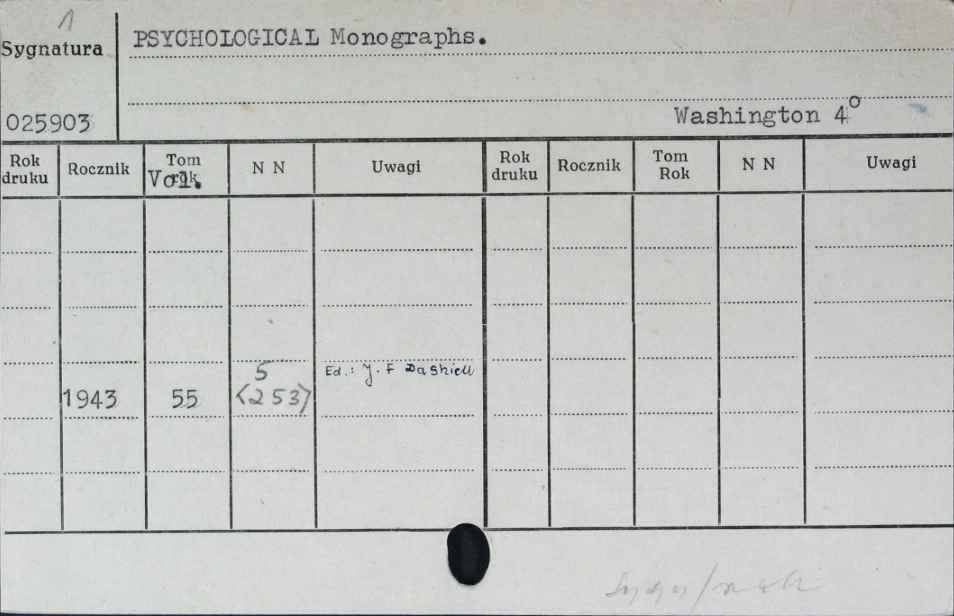 1
Sygnatura PSYCHOLOGICAL Monographs.
025903 Washington 4°
Rok druku Rocznik Tom Rok Vol. N N Uwagi Rok druku Rocznik Tom Rok N N Uwagi
5 Ed.: J. F Dashiell
1943 55 <253>